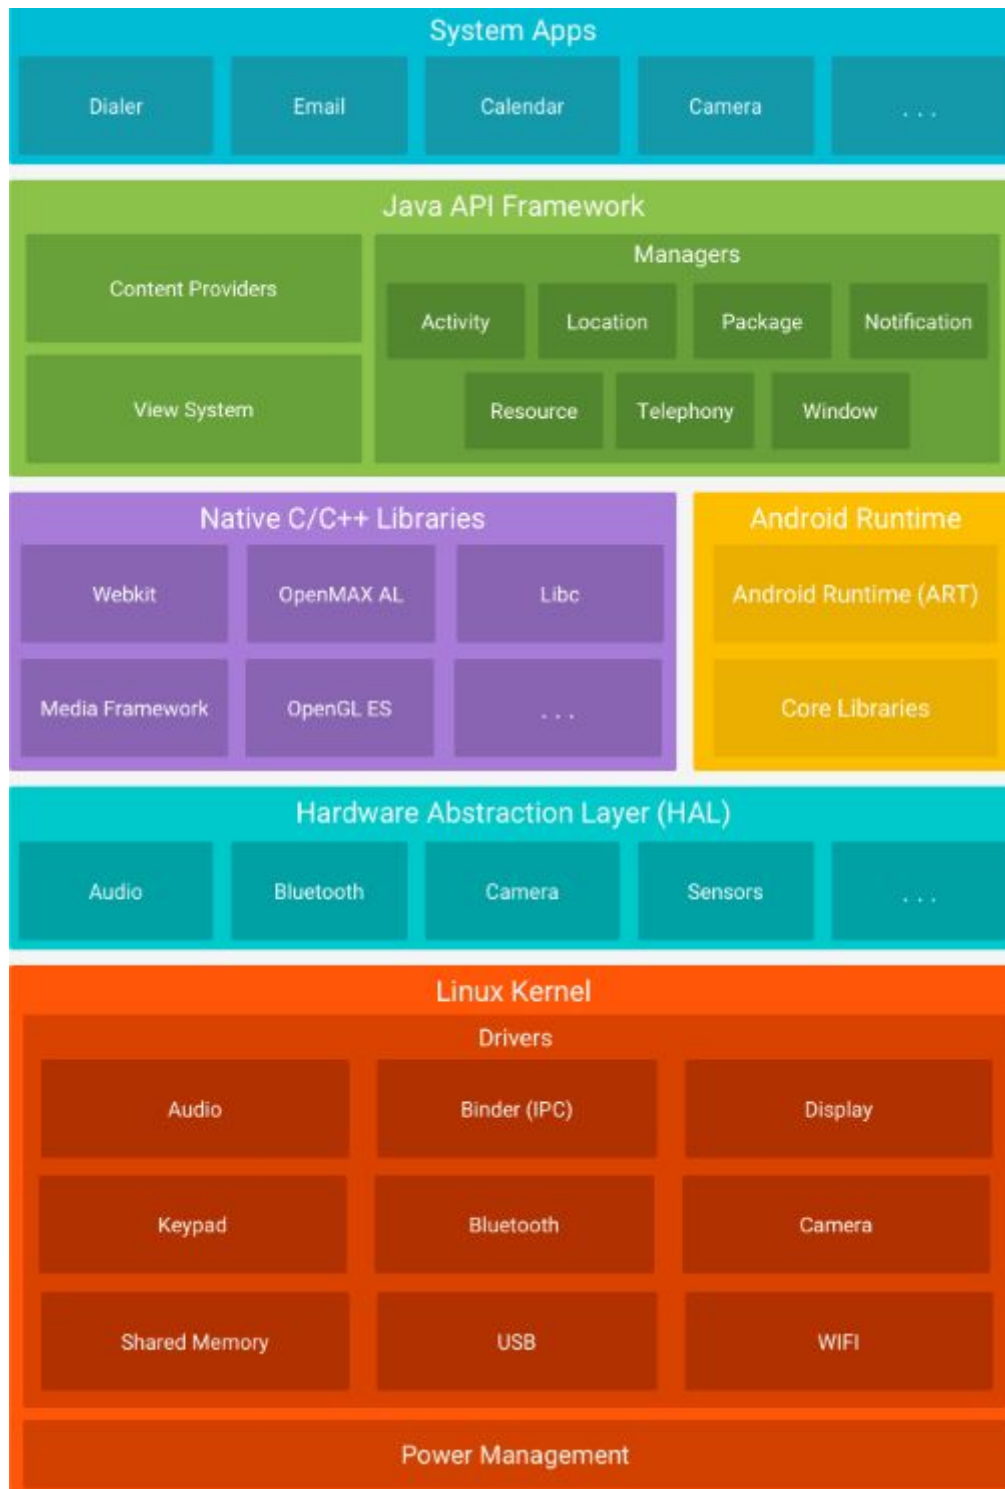 System Apps
Dialer
Email
Calendar
Camera
. . .
Java API Framework
Content Providers
View System
Managers
Activity
Location
Package
Notification
Resource
Telephony
Window
Native C/C++ Libraries
Webkit
OpenMAX AL
Libc
Media Framework
OpenGL ES
. . .
Android Runtime
Android Runtime (ART)
Core Libraries
Hardware Abstraction Layer (HAL)
Audio
Bluetooth
Camera
Sensors
. . .
Linux Kernel
Drivers
Audio
Binder (IPC)
Display
Keypad
Bluetooth
Camera
Shared Memory
USB
WIFI
Power Management